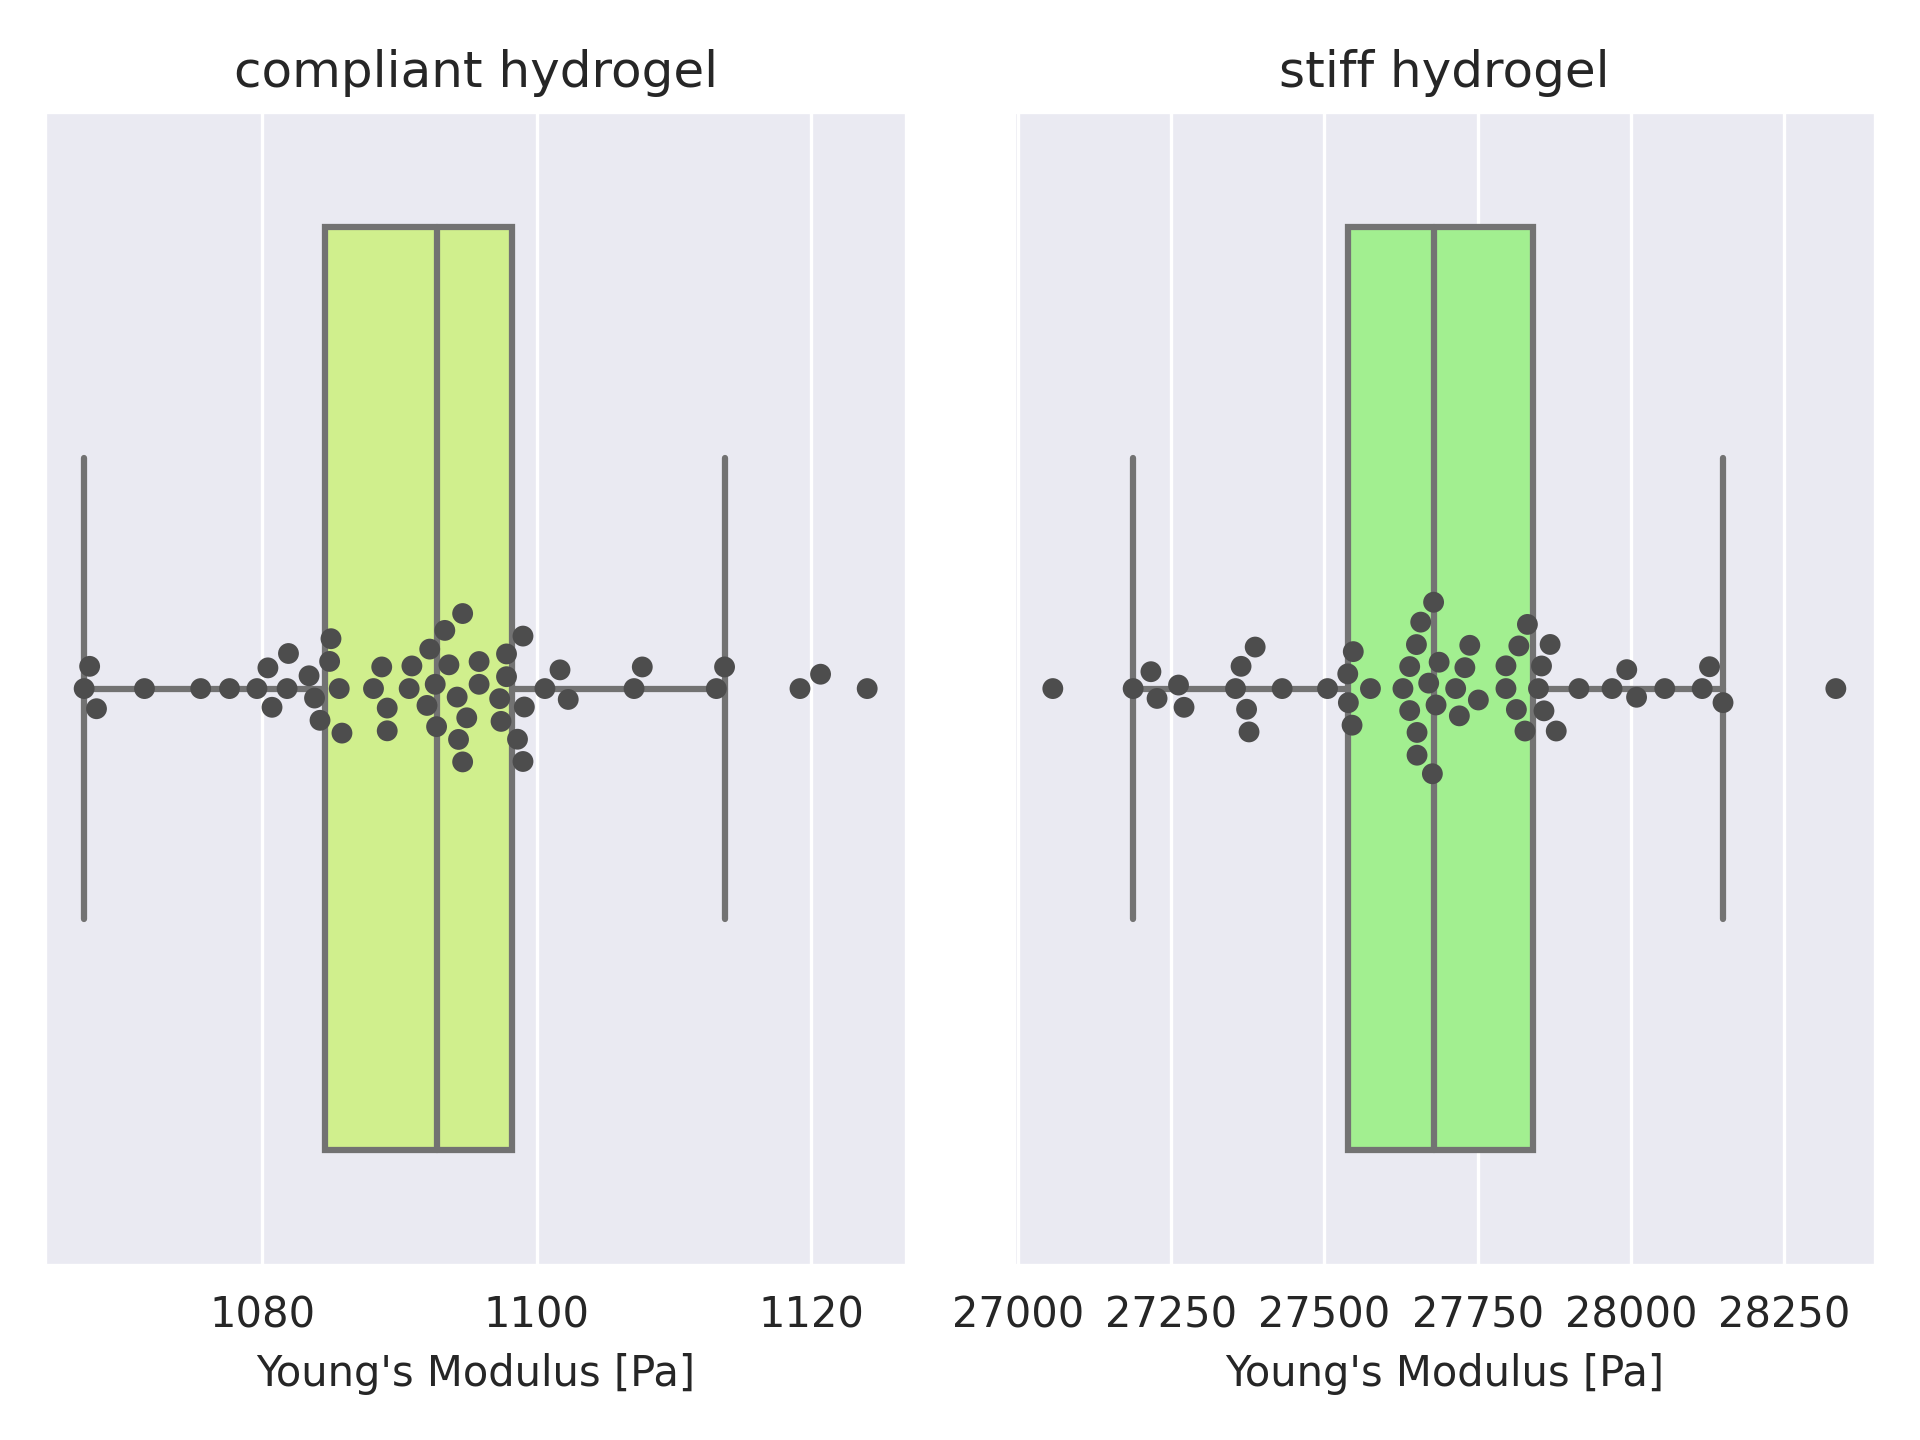 compliant hydrogel
stiff hydrogel
1080 1100 1120
27000 27250 27500 27750 28000 28250
Young's Modulus [Pa]
Young's Modulus [Pa]